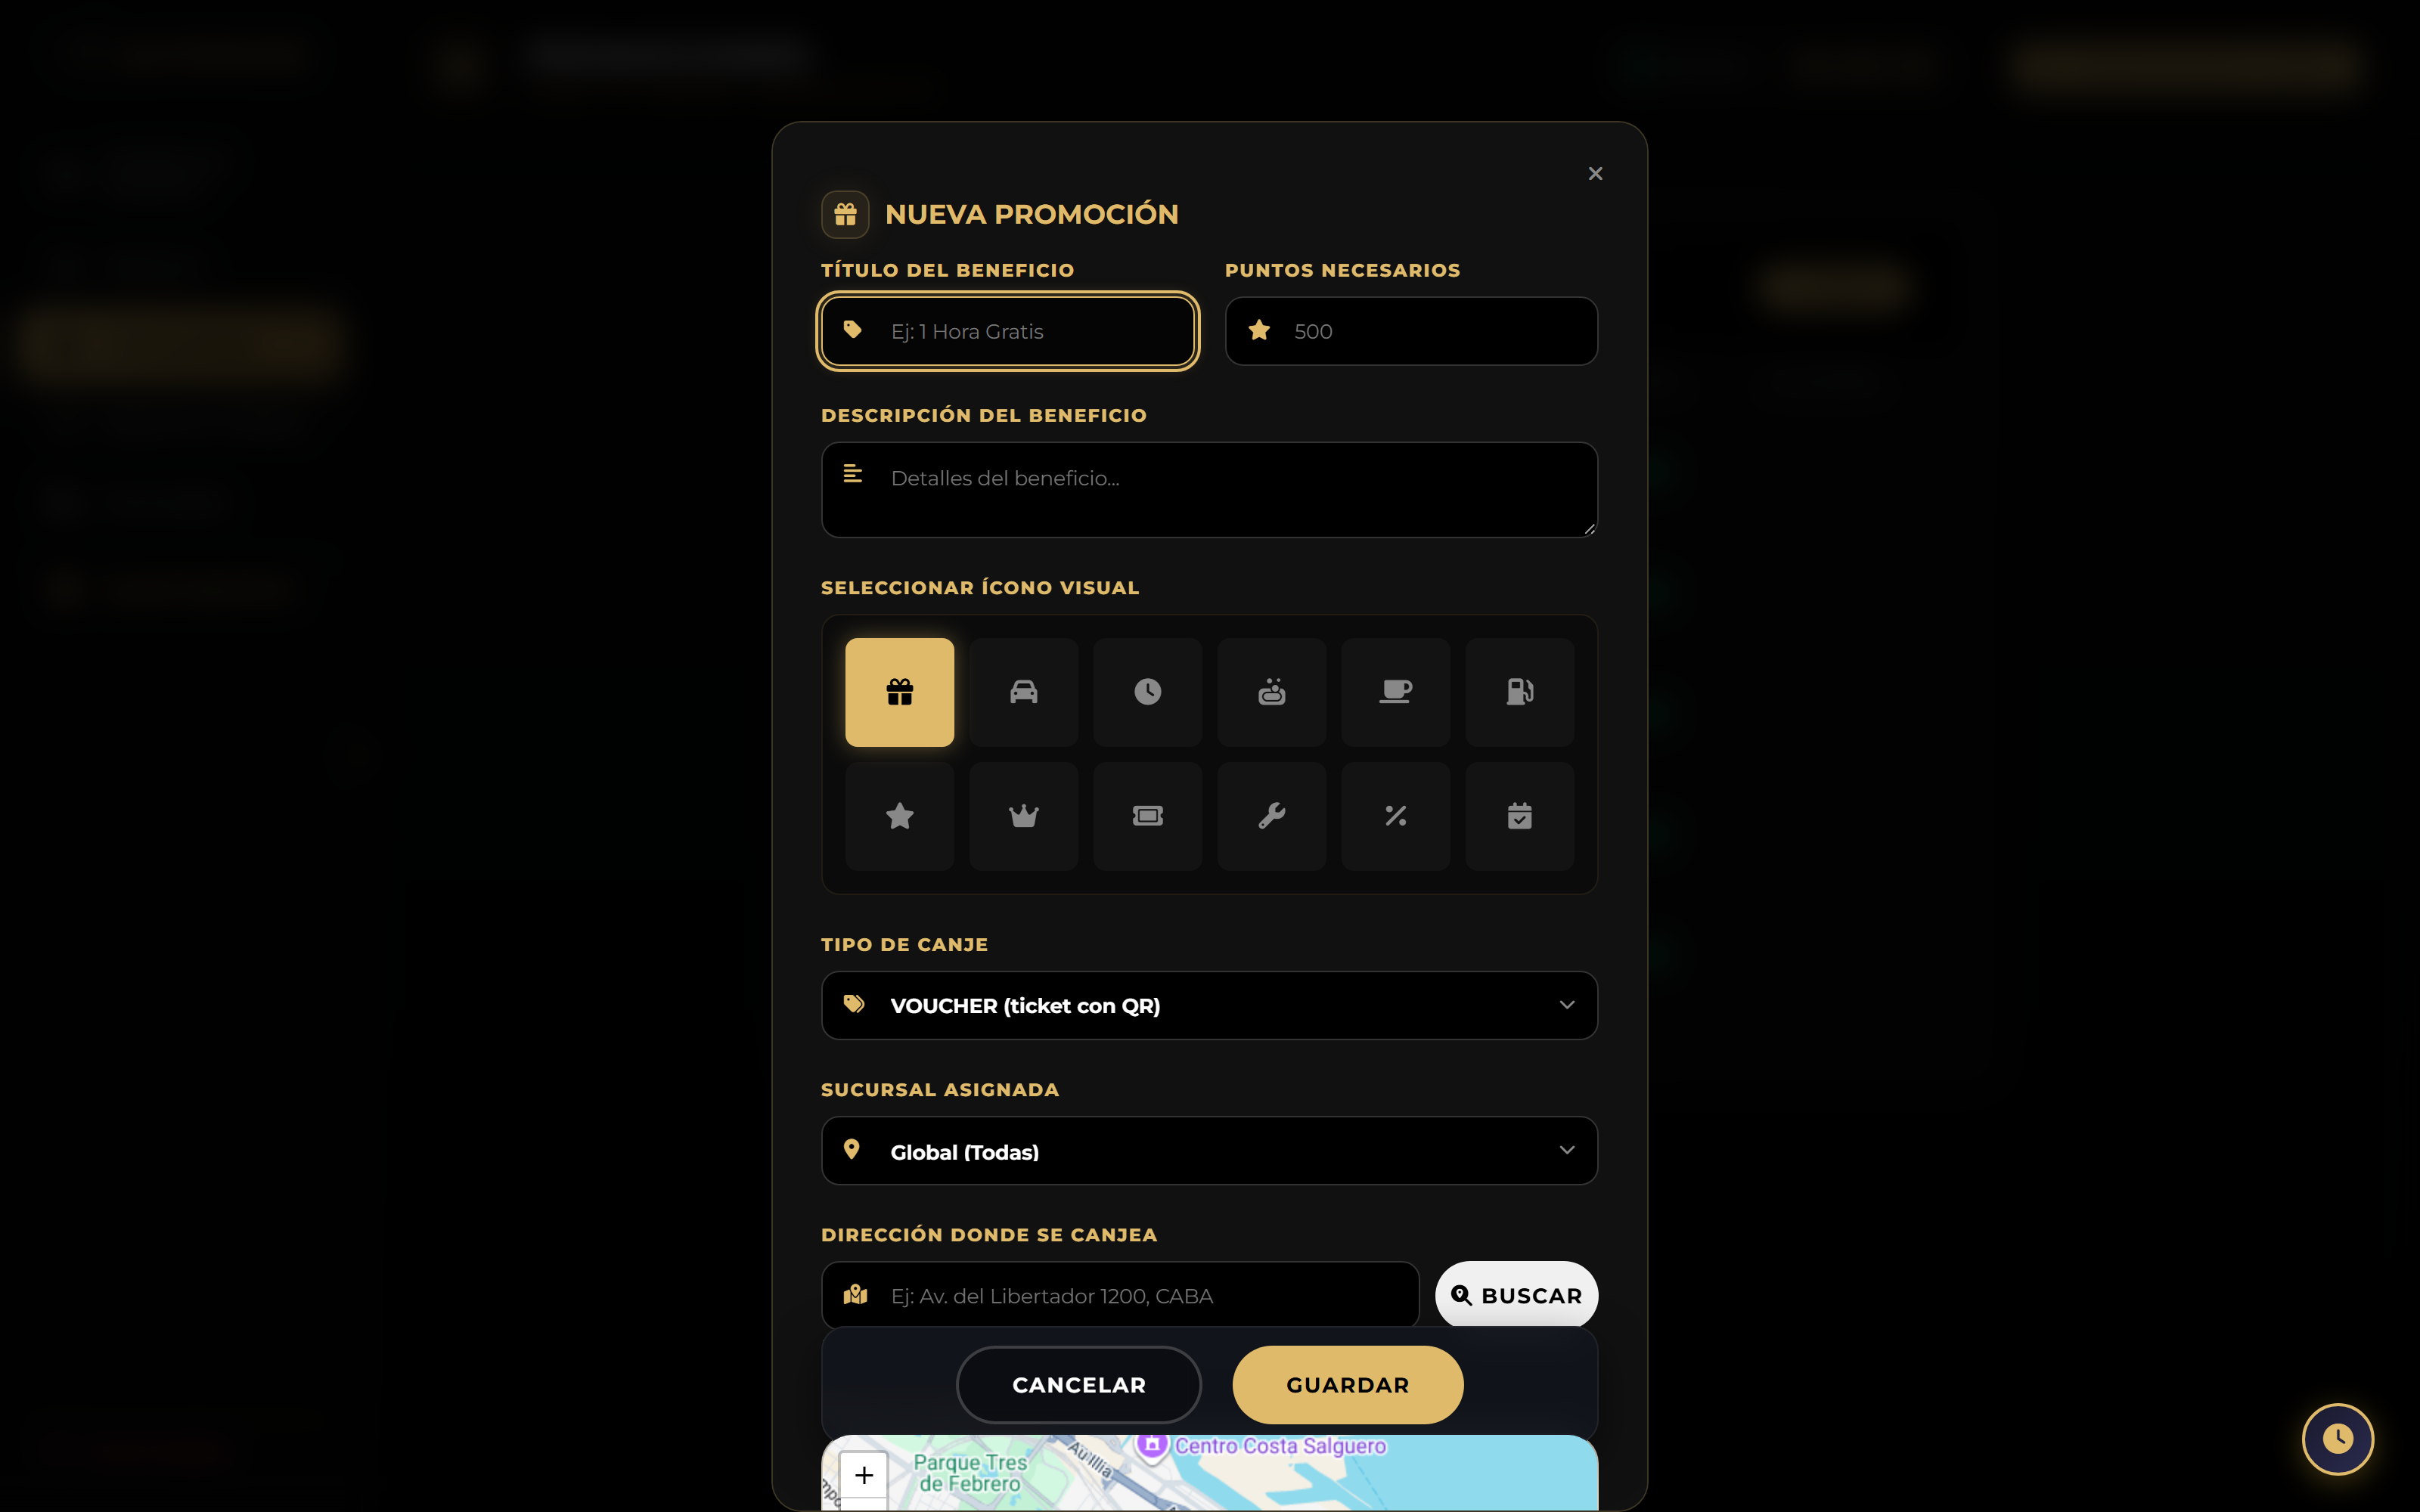 NUEVA PROMOCIÓN
TÍTULO DEL BENEFICIO
PUNTOS NECESARIOS
Ej: 1 Hora Gratis
500
DESCRIPCIÓN DEL BENEFICIO
Detalles del beneficio...
SELECCIONAR ÍCONO VISUAL
TIPO DE CANJE
VOUCHER (ticket con QR)
SUCURSAL ASIGNADA
Global (Todas)
DIRECCIÓN DONDE SE CANJEA
Ej: Av. del Libertador 1200, CABA
BUSCAR
CANCELAR
GUARDAR
Centro Costa Salguero
Parque Tres
de Febrero
+